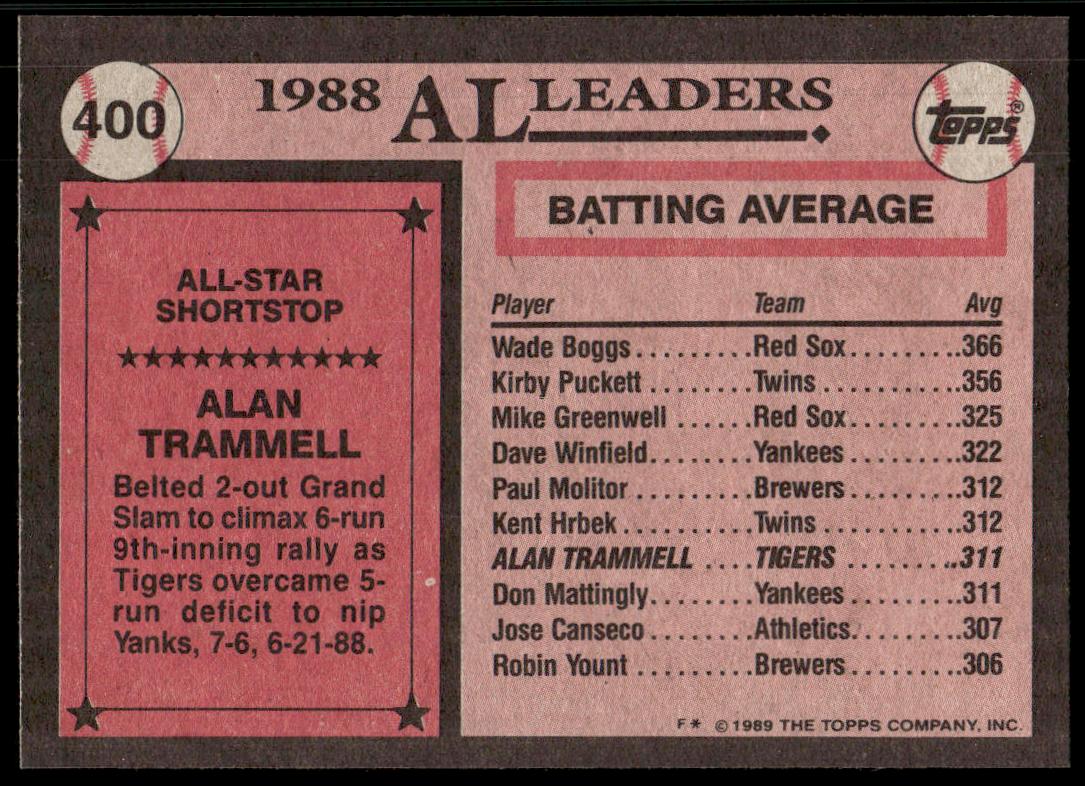 400
1988 AL LEADERS
topps®
ALL-STAR
SHORTSTOP
ALAN
TRAMMELL
Belted 2-out Grand
Slam to climax 6-run
9th-inning rally as
Tigers overcame 5-
run deficit to nip
Yanks, 7-6, 6-21-88.
BATTING AVERAGE
Player Team Avg
Wade Boggs.........Red Sox.........366
Kirby Puckett ........Twins ...........356
Mike Greenwell ......Red Sox.........325
Dave Winfield........Yankees .........322
Paul Molitor .........Brewers.........312
Kent Hrbek..........Twins ...........312
ALAN TRAMMELL ....TIGERS .........311
Don Mattingly........Yankees .........311
Jose Canseco........Athletics.........307
Robin Yount .........Brewers.........306
F* ©1989 THE TOPPS COMPANY, INC.